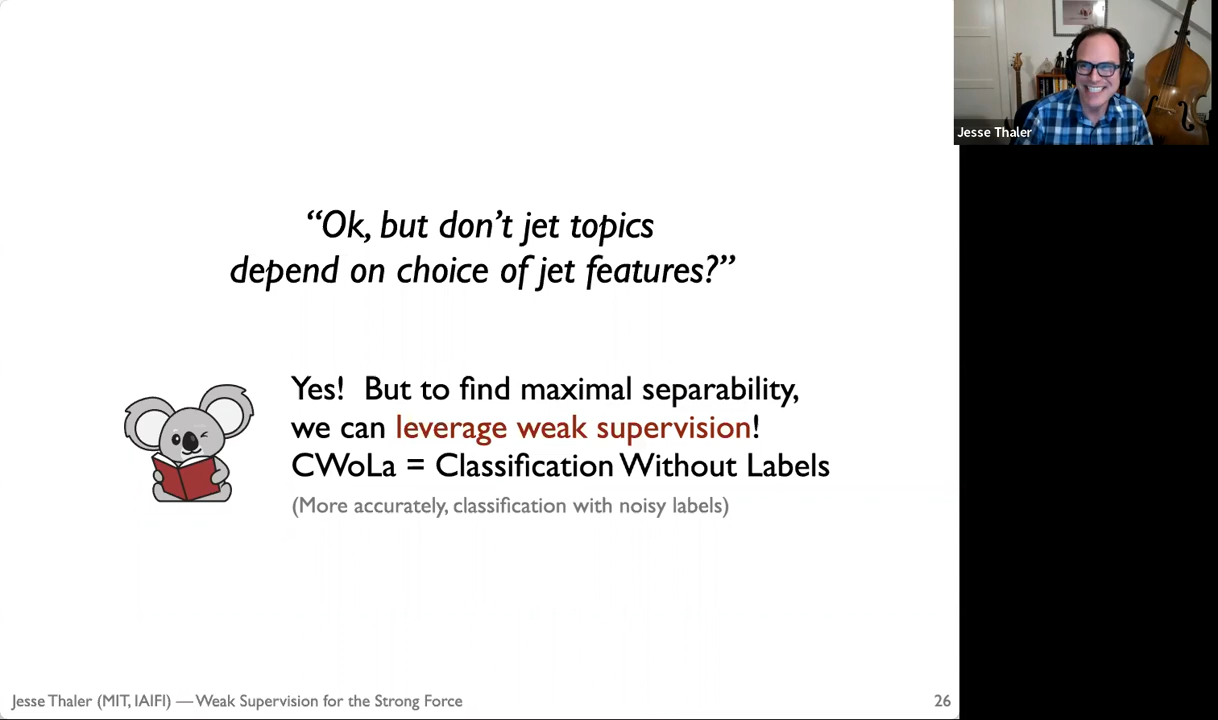 Jesse Thaler
“Ok, but don’t jet topics
depend on choice of jet features?”
Yes! But to find maximal separability,
we can leverage weak supervision!
CWoLa = Classification Without Labels
(More accurately, classification with noisy labels)
Jesse Thaler (MIT, IAIFI) — Weak Supervision for the Strong Force
26